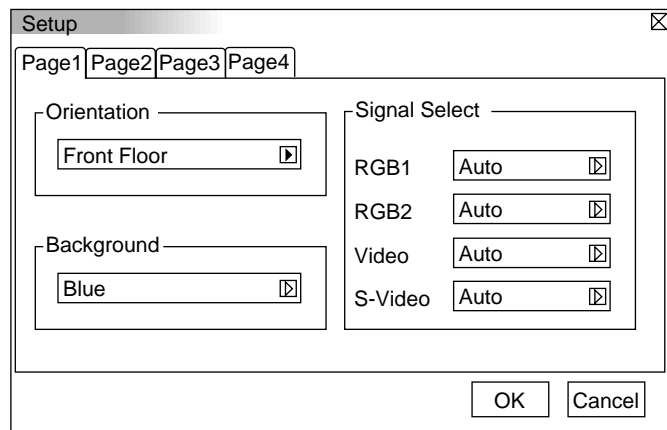 Setup
Page1 Page2 Page3 Page4
Orientation
Front Floor
Background
Blue
Signal Select
RGB1 Auto
RGB2 Auto
Video Auto
S-Video Auto
OK Cancel